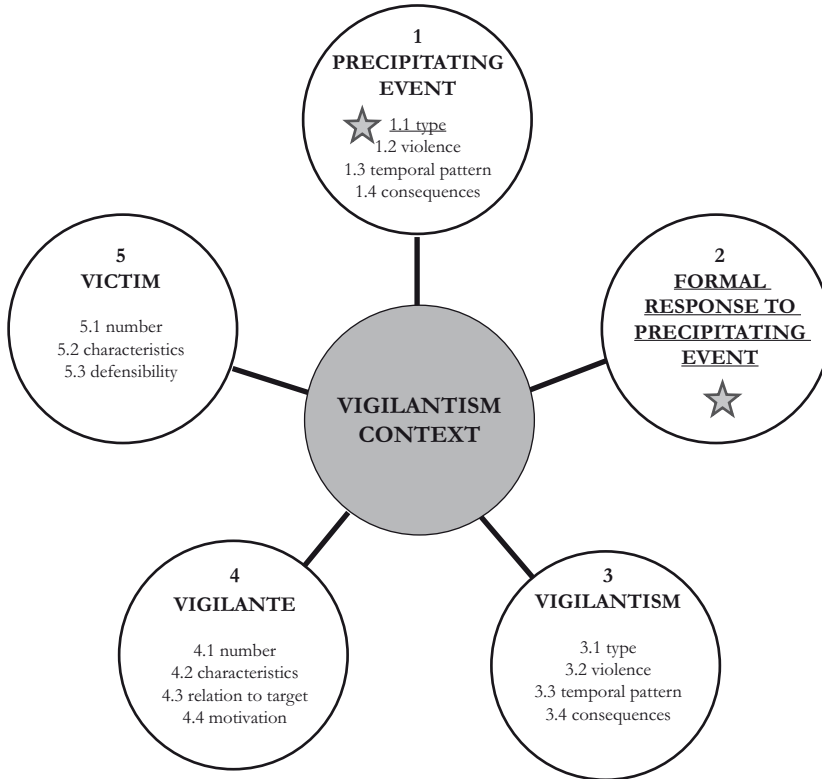 1
PRECIPITATING
EVENT
1.1 type
1.2 violence
1.3 temporal pattern
1.4 consequences
2
FORMAL
RESPONSE TO
PRECIPITATING
EVENT
3
VIGILANTISM
3.1 type
3.2 violence
3.3 temporal pattern
3.4 consequences
4
VIGILANTE
4.1 number
4.2 characteristics
4.3 relation to target
4.4 motivation
5
VICTIM
5.1 number
5.2 characteristics
5.3 defensibility
VIGILANTISM
CONTEXT